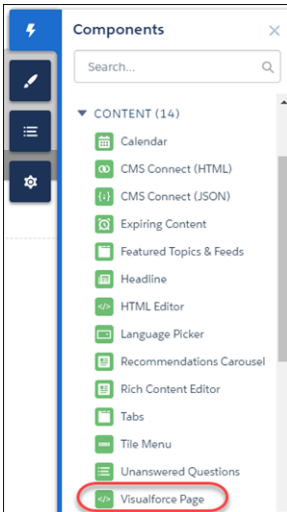 Components
Search...
CONTENT (14)
Calendar
CMS Connect (HTML)
CMS Connect (JSON)
Expiring Content
Featured Topics & Feeds
Headline
HTML Editor
Language Picker
Recommendations Carousel
Rich Content Editor
Tabs
Tile Menu
Unanswered Questions
Visualforce Page